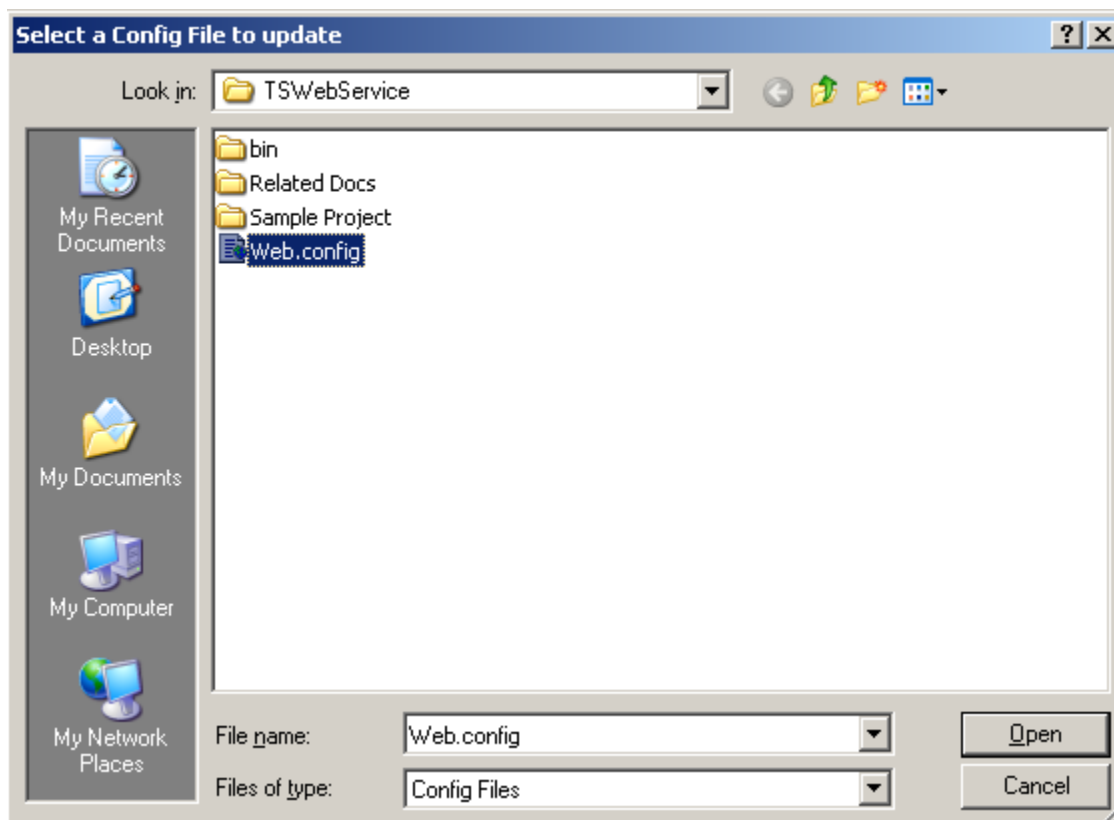 Select a Config File to update
Look in:
TSWebService
My Recent
Documents
Desktop
My Documents
My Computer
My Network
Places
bin
Related Docs
Sample Project
Web.config
File name:
Web.config
Open
Files of type:
Config Files
Cancel